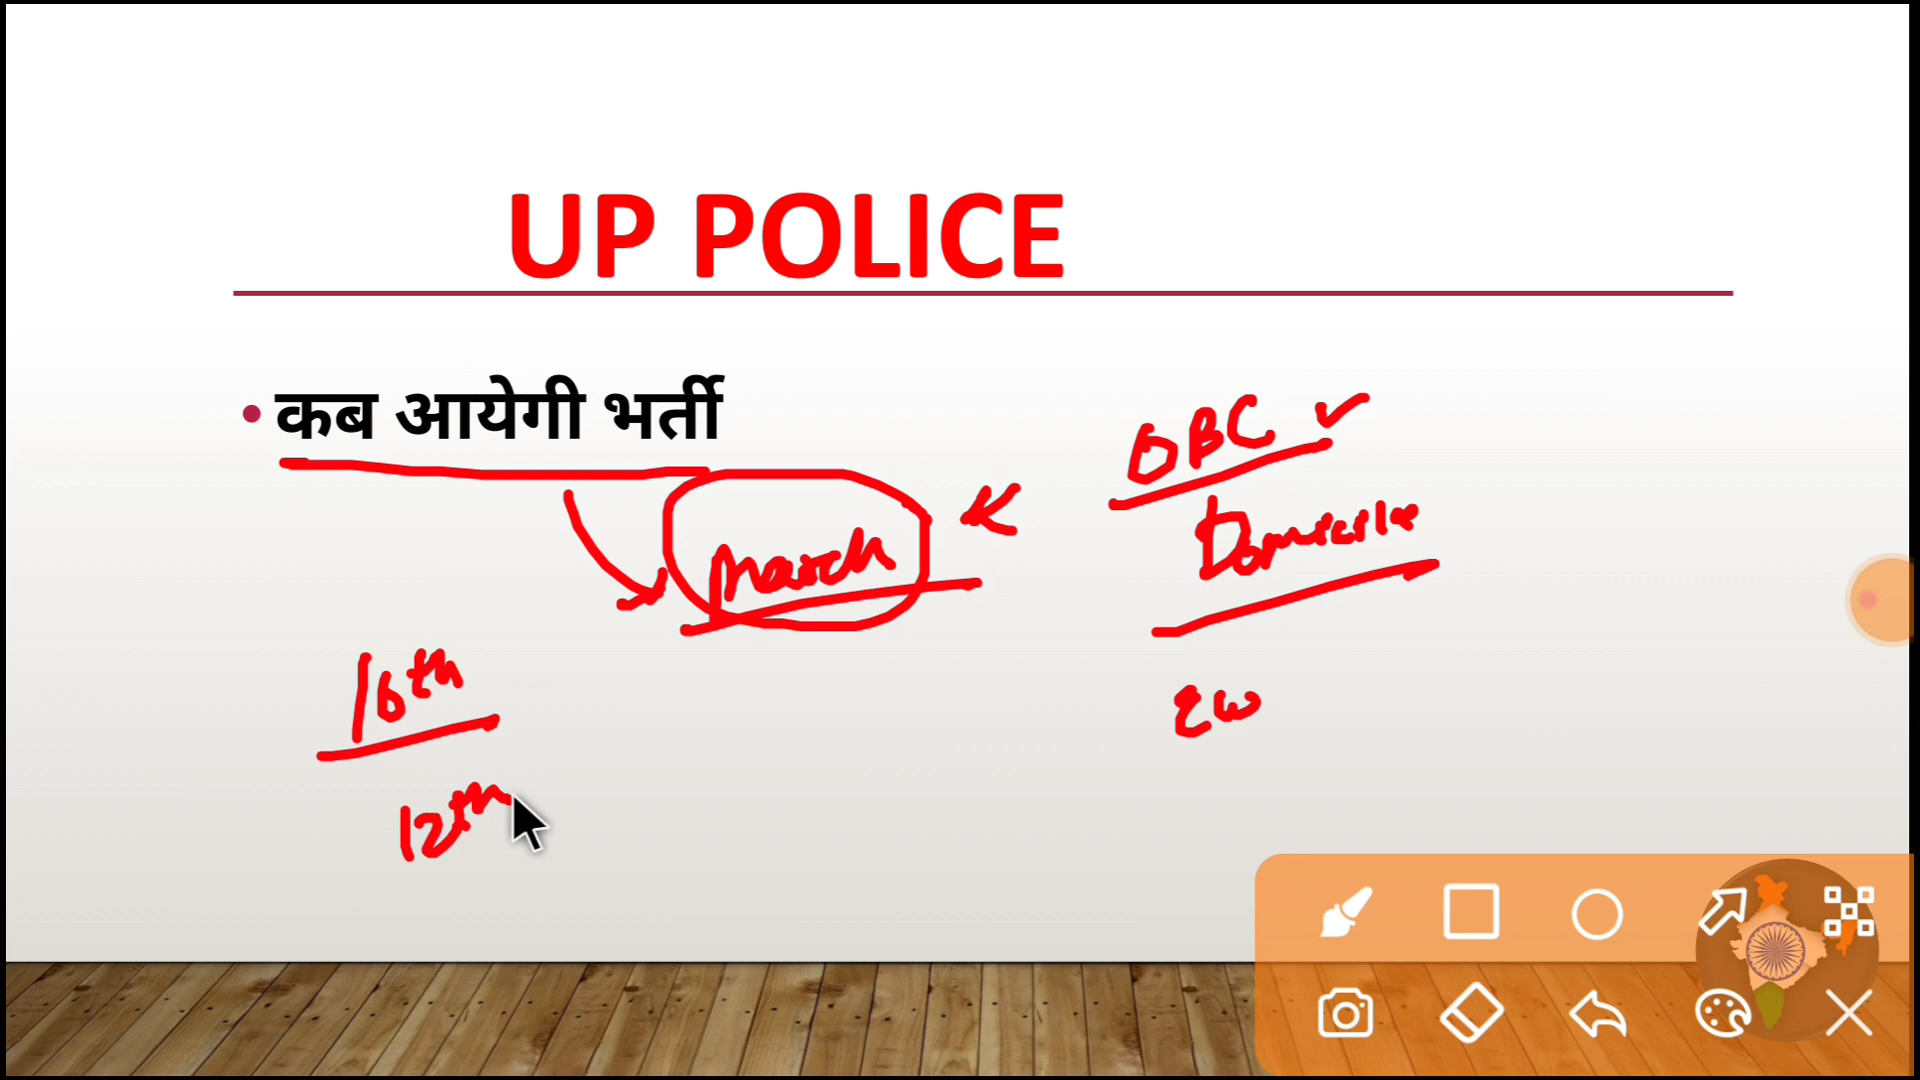 UP POLICE
• कब आयेगी भर्ती
OBC ✓
Domicile
March
10th
EW
12th